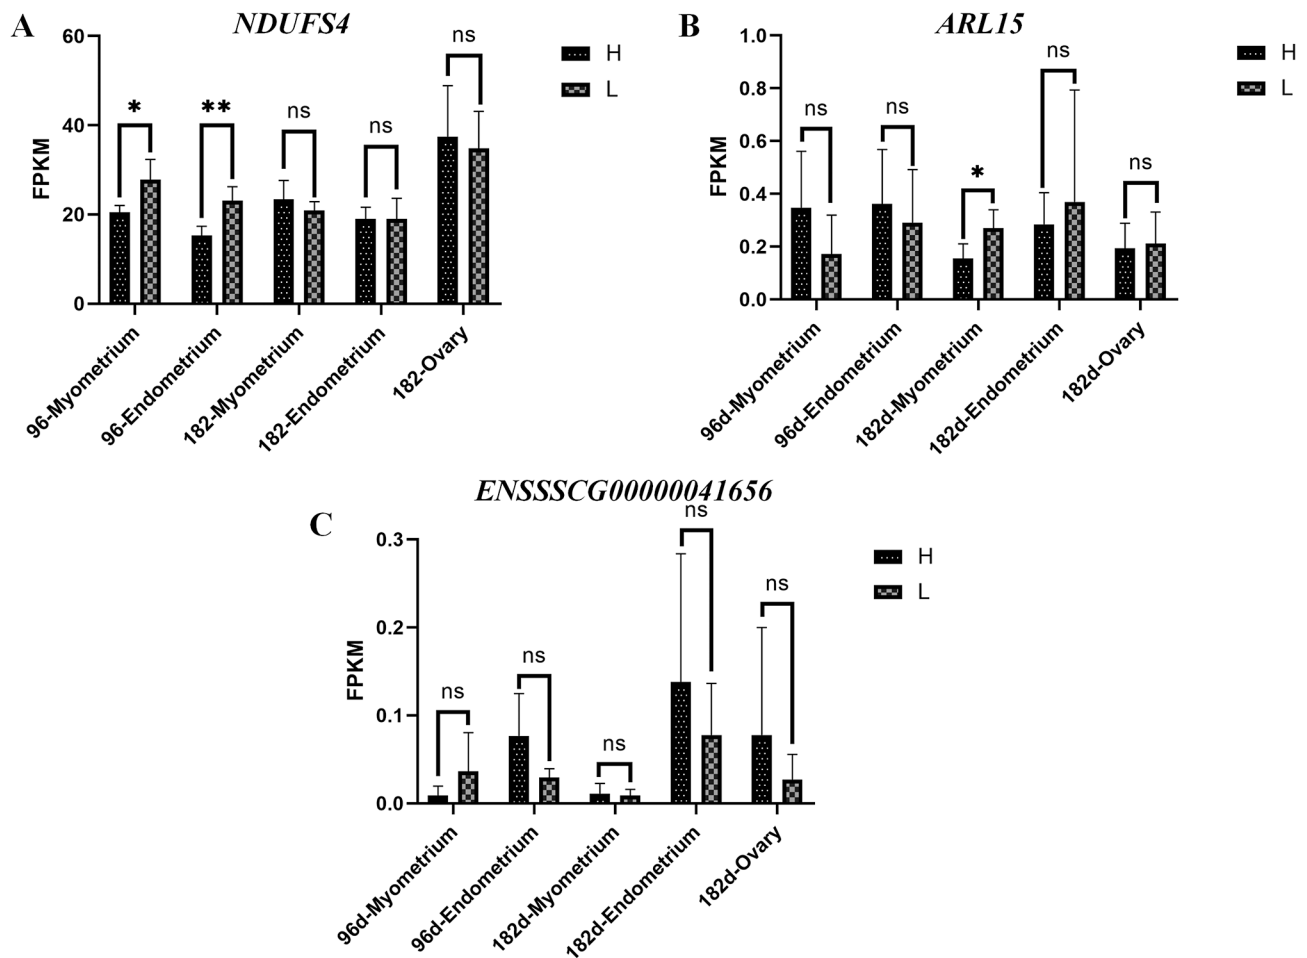 A
NDUFS4
60
40
20
0
FPKM
*
**
ns
ns
ns
H
L
96-Myometrium
96-Endometrium
182-Myometrium
182-Endometrium
182-Ovary
B
ARL15
1.0
0.8
0.6
0.4
0.2
0.0
FPKM
ns
ns
*
ns
ns
H
L
96d-Myometrium
96d-Endometrium
182d-Myometrium
182d-Endometrium
182d-Ovary
C
ENSSSCG00000041656
0.3
0.2
0.1
0.0
FPKM
ns
ns
ns
ns
ns
H
L
96d-Myometrium
96d-Endometrium
182d-Myometrium
182d-Endometrium
182d-Ovary